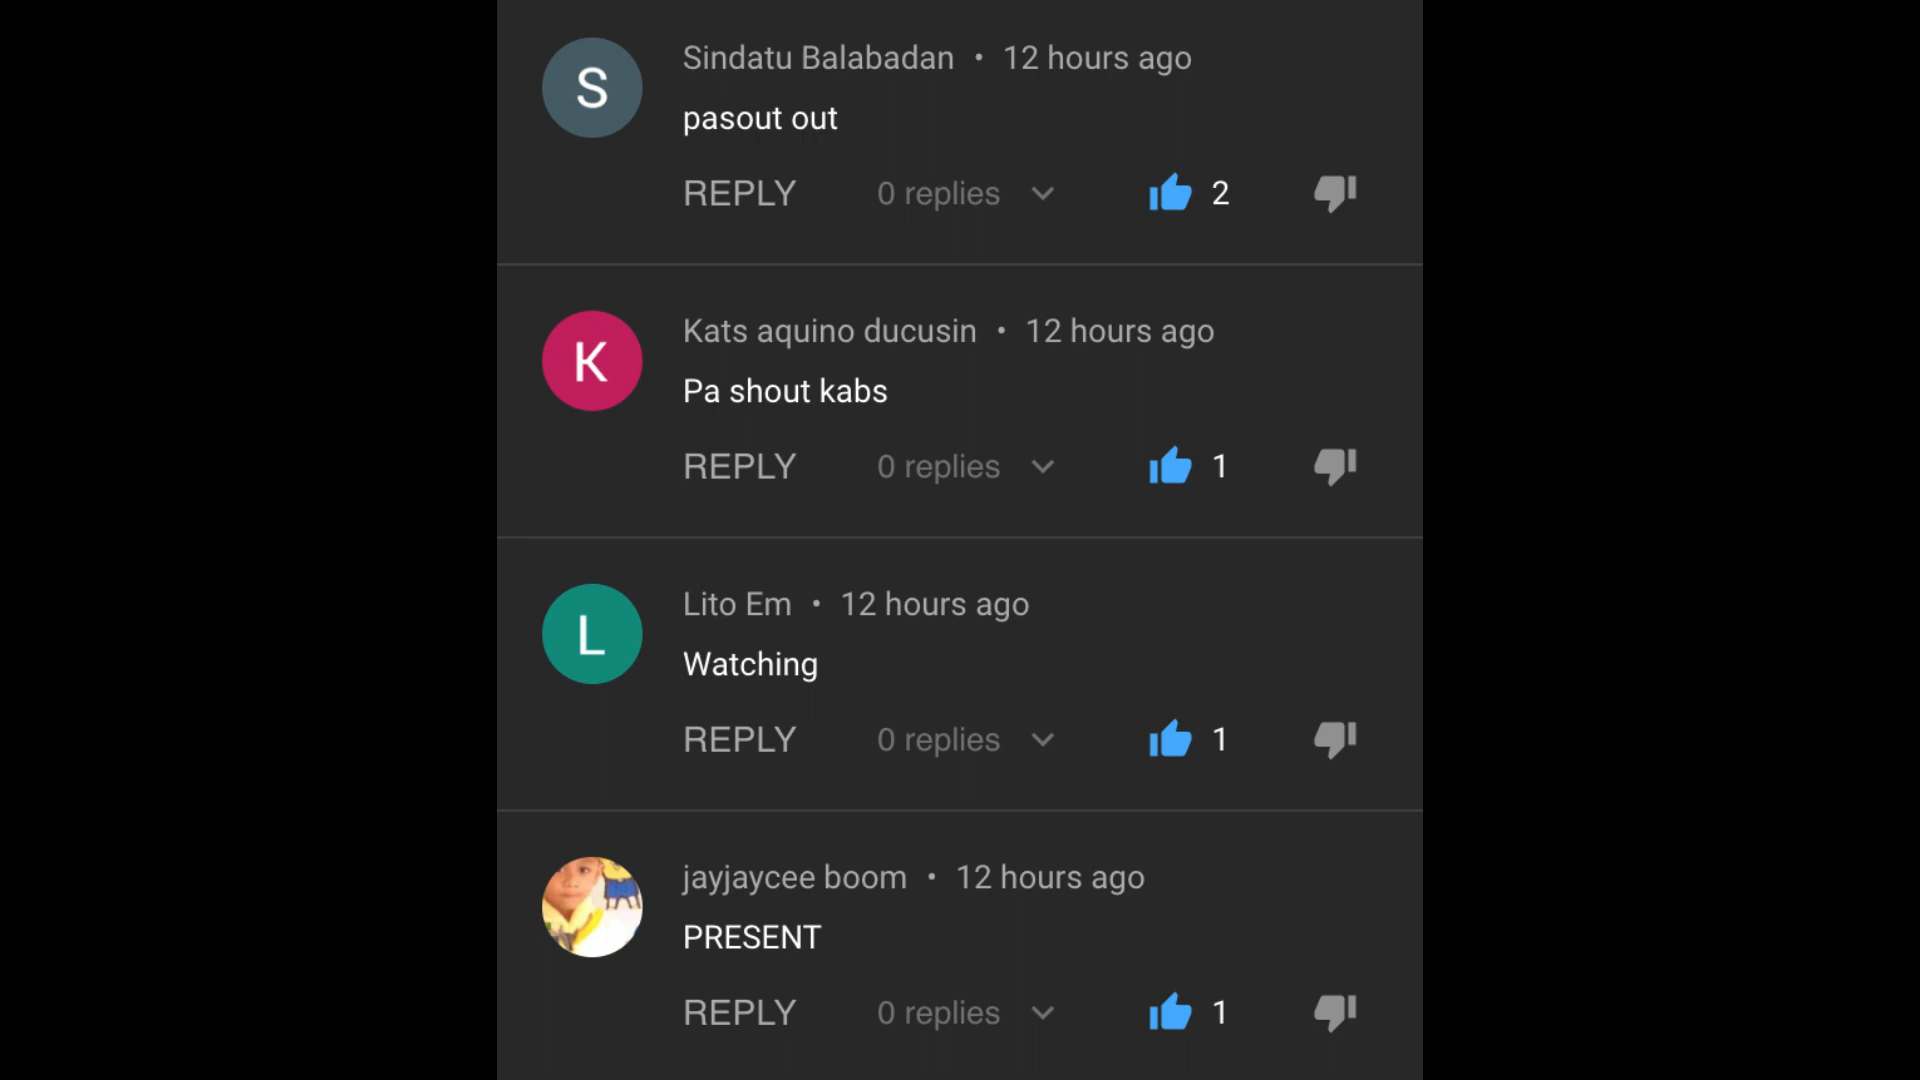 S
Sindatu Balabadan • 12 hours ago
pasout out
REPLY 0 replies 2
K
Kats aquino ducusin • 12 hours ago
Pa shout kabs
REPLY 0 replies 1
L
Lito Em • 12 hours ago
Watching
REPLY 0 replies 1
jayjaycee boom • 12 hours ago
PRESENT
REPLY 0 replies 1